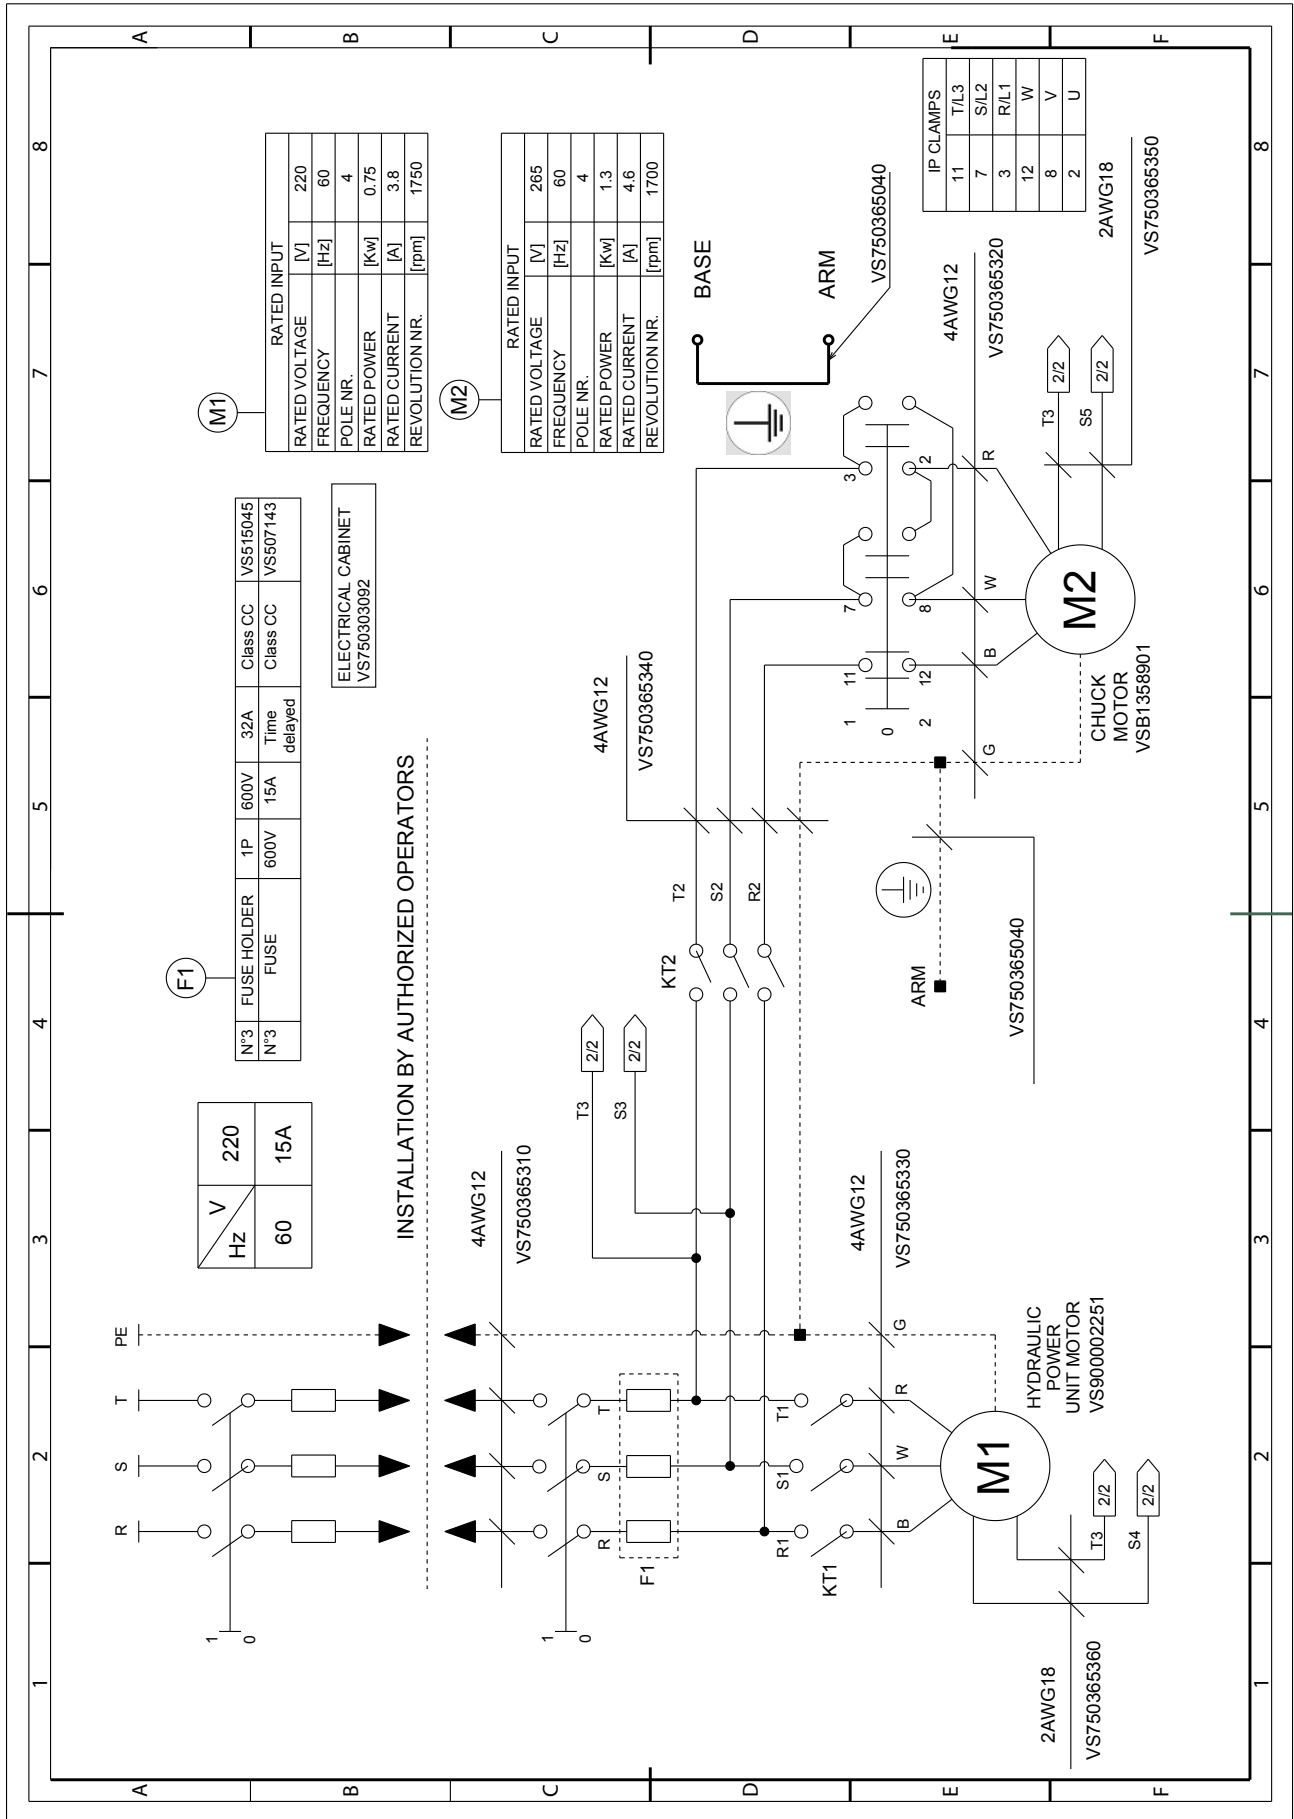 A B C D E F
1 2 3 4 5 6 7 8
R S T PE
1
0
Hz V 220
60 15A
F1
N°3 FUSE HOLDER 1P 600V 32A Class CC VS515045
N°3 FUSE 600V 15A Time delayed Class CC VS507143
ELECTRICAL CABINET
VS750303092
M1
RATED INPUT
RATED VOLTAGE [V] 220
FREQUENCY [Hz] 60
POLE NR. 4
RATED POWER [Kw] 0.75
RATED CURRENT [A] 3.8
REVOLUTION NR. [rpm] 1750
M2
RATED INPUT
RATED VOLTAGE [V] 265
FREQUENCY [Hz] 60
POLE NR. 4
RATED POWER [Kw] 1.3
RATED CURRENT [A] 4.6
REVOLUTION NR. [rpm] 1700
INSTALLATION BY AUTHORIZED OPERATORS
4AWG12
VS750365310
1
0
R S T
F1
T3 2/2
S3 2/2
KT2
T2
S2
R2
4AWG12
VS750365340
BASE
ARM
VS750365040
R1 S1 T1
KT1
4AWG12
VS750365330
B W R G
M1
HYDRAULIC
POWER
UNIT MOTOR
VS900002251
T3 2/2
S4 2/2
2AWG18
VS750365360
ARM
VS750365040
1
0
2
11 7 3
12 8 2
4AWG12
VS750365320
G B W R
M2
CHUCK
MOTOR
VSB1358901
T3 2/2
S5 2/2
2AWG18
VS750365350
IP CLAMPS
11 T/L3
7 S/L2
3 R/L1
12 W
8 V
2 U
A B C D E F
1 2 3 4 5 6 7 8